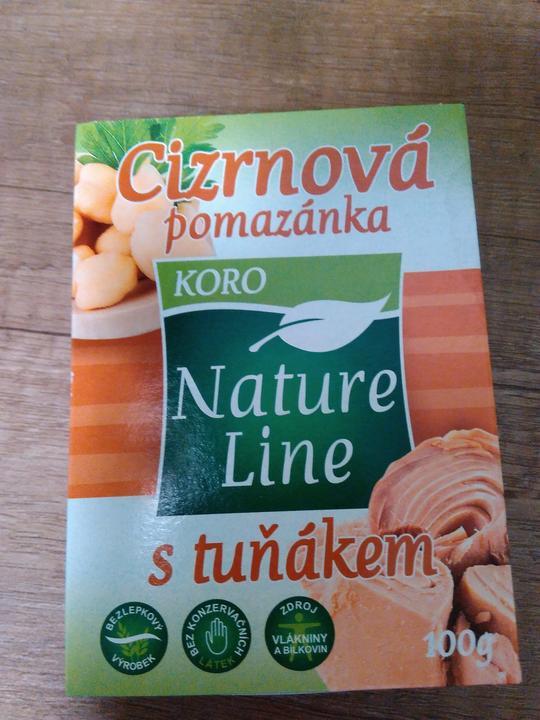 Cizrnová
pomazánka
KORO
Nature
Line
s tuňákem
BEZLEPKOVÝ
VÝROBEK
BEZ KONZERVAČNÍCH
LÁTEK
ZDROJ
VLÁKNINY
A BÍLKOVIN
100g